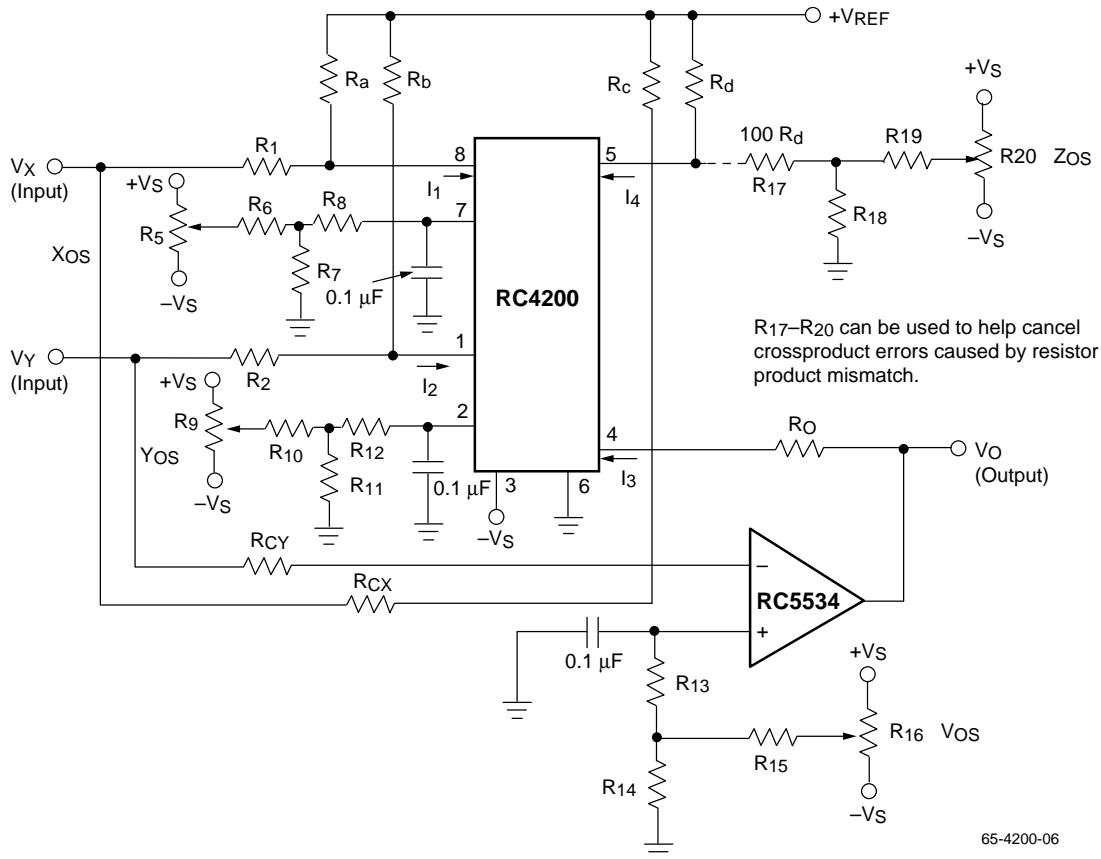 +VREF
Ra
Rb
Rc
Rd
+VS
VX
(Input)
R1
8
I1
5
I4
100 Rd
R17
R19
R20
ZOS
R18
–VS
+VS
R5
–VS
XOS
R6
R8
7
R7
0.1 μF
RC4200
R17–R20 can be used to help cancel
crossproduct errors caused by resistor
product mismatch.
VY
(Input)
R2
1
I2
+VS
R9
–VS
YOS
R10
R12
2
R11
0.1 μF
3
–VS
6
4
I3
RO
VO
(Output)
RCY
RCX
–
+
RC5534
0.1 μF
R13
R14
R15
+VS
R16
VOS
–VS
65-4200-06